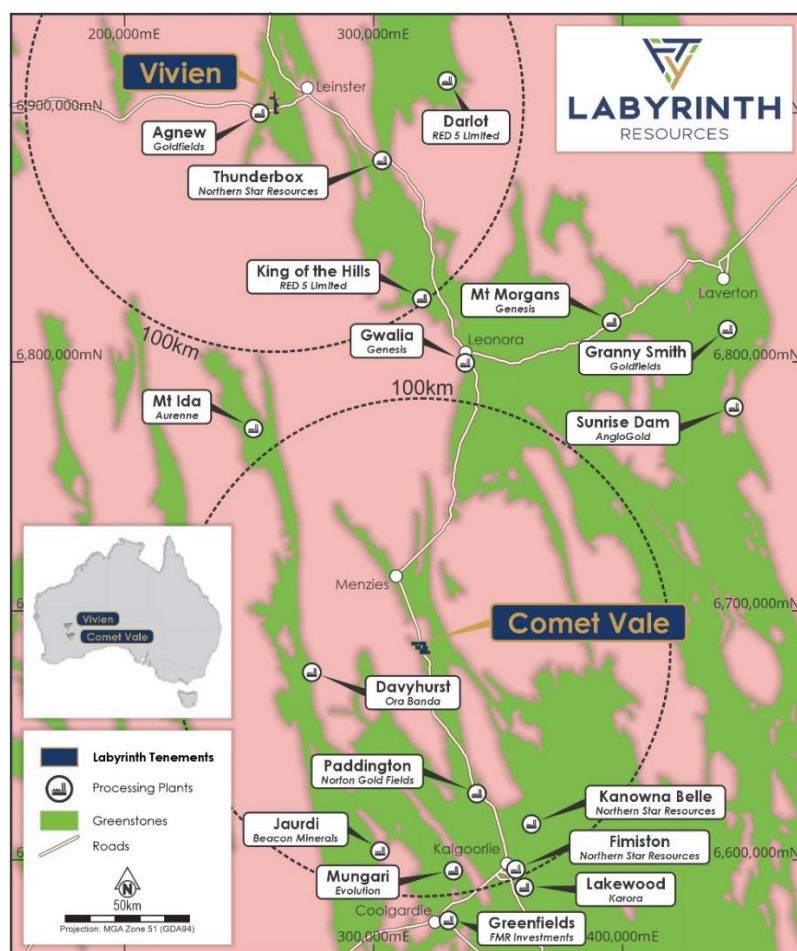 200,000mE
300,000mE
Vivien
Leinster
6,900,000mN
Agnew
Goldfields
Darlot
RED 5 Limited
Thunderbox
Northern Star Resources
LABYRINTH
RESOURCES
King of the Hills
RED 5 Limited
Mt Morgans
Genesis
Laverton
100km
Gwalia
Genesis
Leonora
Granny Smith
Goldfields
6,800,000mN
6,800,000mN
100km
Mt Ida
Aurenne
Sunrise Dam
AngloGold
Menzies
Vivien
Comet Vale
6,700,000mN
Comet Vale
Davyhurst
Ora Banda
Labyrinth Tenements
Processing Plants
Greenstones
Roads
N
50km
Projection: MGA Zone 51 (GDA94)
Paddington
Norton Gold Fields
Kanowna Belle
Northern Star Resources
Jaurdi
Beacon Minerals
Kalgoorlie
Fimiston
Northern Star Resources
6,600,000mN
Mungari
Evolution
Lakewood
Karora
Coolgardie
Greenfields
FMR Investments
300,000mE
400,000mE